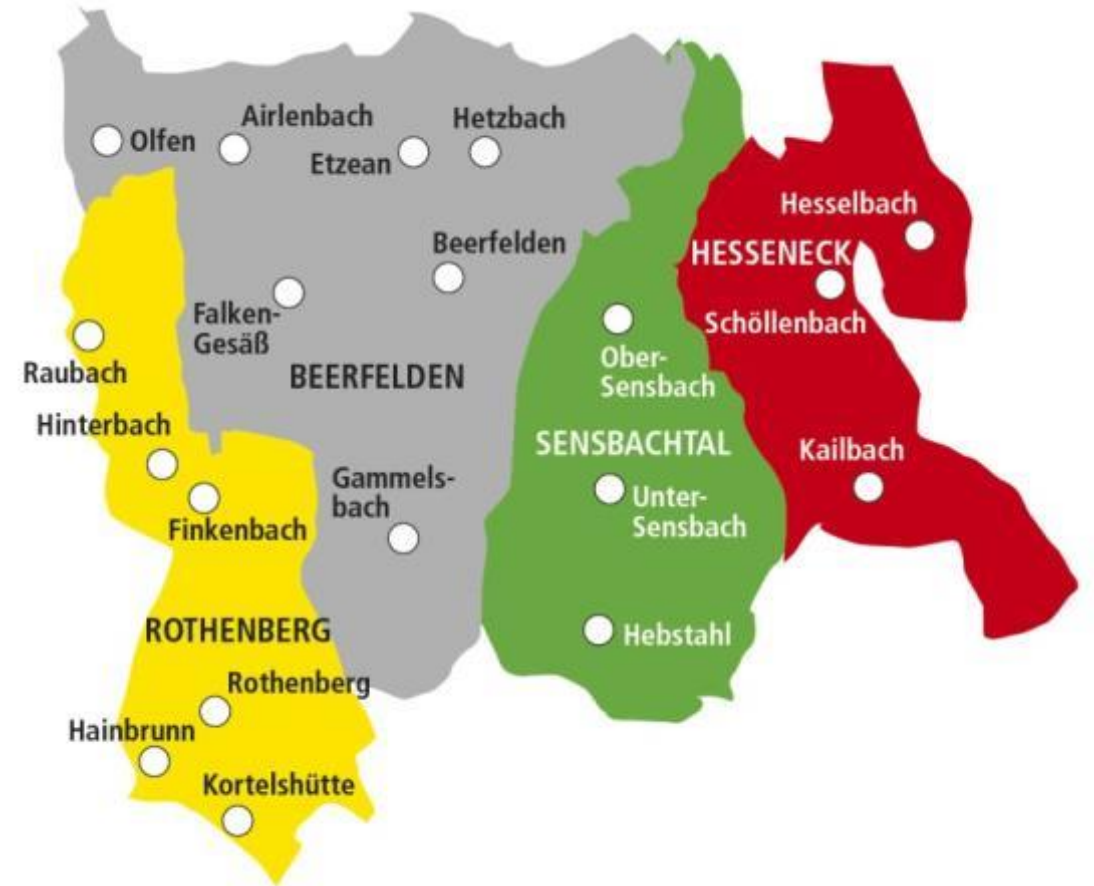 Airlenbach
Hetzbach
Olfen
Etzean
Hesselbach
Beerfelden
HESSENECK
Falken-
Gesäß
Schöllenbach
Raubach
BEERFELDEN
Ober-
Sensbach
Hinterbach
SENSBACHTAL
Kailbach
Gammels-
bach
Unter-
Sensbach
Finkenbach
ROTHENBERG
Hebstahl
Rothenberg
Hainbrunn
Kortelshütte